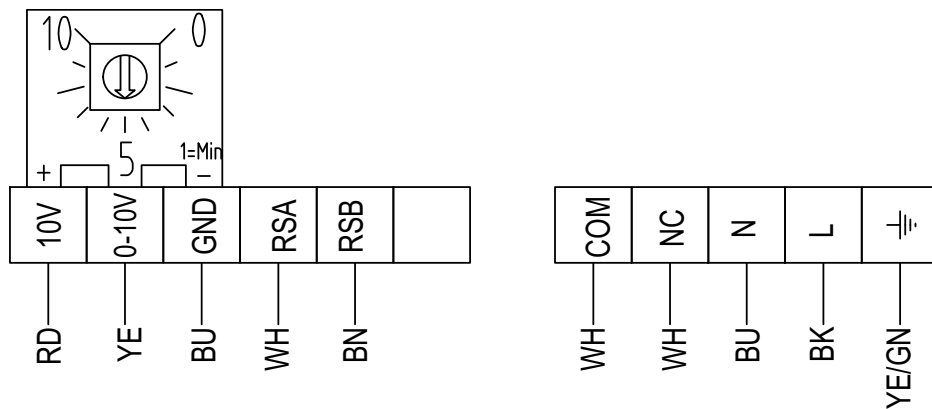 10 0
5 1=Min
+ −
10V 0-10V GND RSA RSB COM NC N L
RD YE BU WH BN WH WH BU BK YE/GN